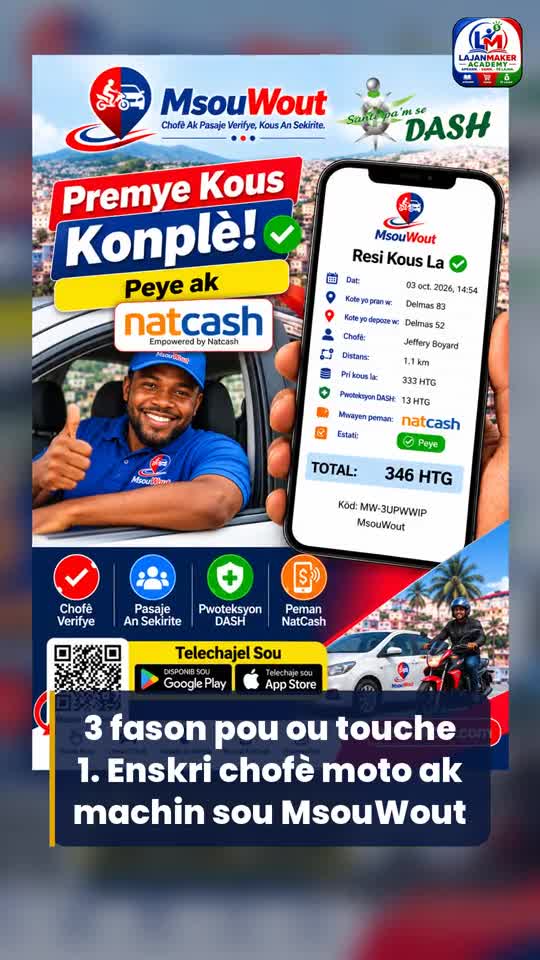 LAJANMAKER
ACADEMY
MsouWout
Chofè Ak Pasaje Verifye, Kous An Sekirite.
Sante pa'm se
DASH
Premye Kous
Konplè!
Peye ak
natcash
Empowered by Natcash
MsouWout
Resi Kous La
Dat: 03 oct. 2026, 14:54
Kote yo pran w: Delmas 83
Kote yo depoze w: Delmas 52
Chofè: Jeffery Boyard
Distans: 1.1 km
Pri kous la: 333 HTG
Pwoteksyon DASH: 13 HTG
Mwayen peman: natcash
Estati: Peye
TOTAL: 346 HTG
Kòd: MW-3UPWWIP
MsouWout
MsouWout
MsouWout
Chofè
Verifye
Pasaje
An Sekirite
Pwoteksyon
DASH
Peman
NatCash
Telechajel Sou
DISPONIB SOU
Google Play
Telechaje sou
App Store
MsouWout
3 fason pou ou touche
1. Enskri chofè moto ak
machin sou MsouWout